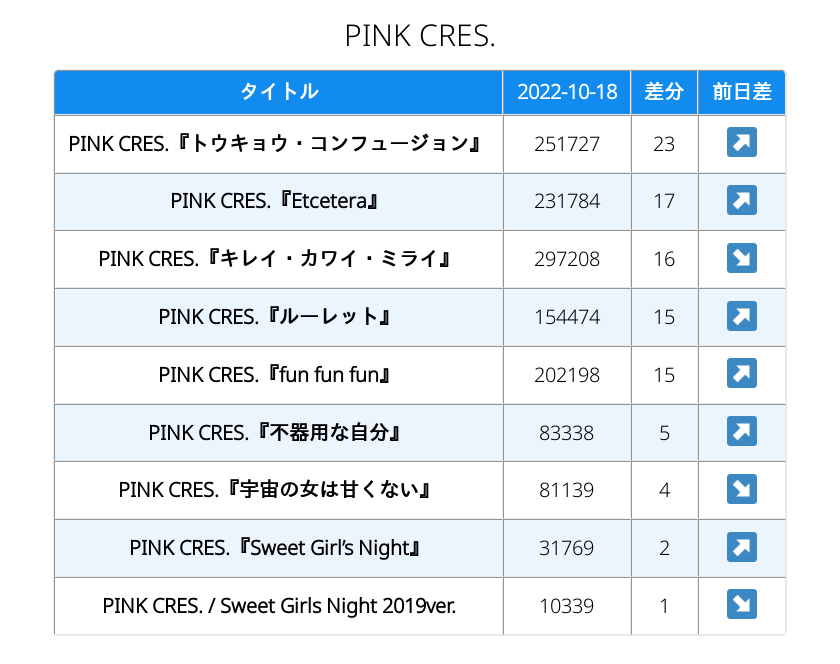 PINK CRES.
タイトル 2022-10-18 差分 前日差
PINK CRES.『トウキョウ・コンフュージョン』 251727 23 ↗
PINK CRES.『Etcetera』 231784 17 ↗
PINK CRES.『キレイ・カワイ・ミライ』 297208 16 ↘
PINK CRES.『ルーレット』 154474 15 ↗
PINK CRES.『fun fun fun』 202198 15 ↗
PINK CRES.『不器用な自分』 83338 5 ↗
PINK CRES.『宇宙の女は甘くない』 81139 4 ↘
PINK CRES.『Sweet Girl’s Night』 31769 2 ↗
PINK CRES. / Sweet Girls Night 2019ver. 10339 1 ↘